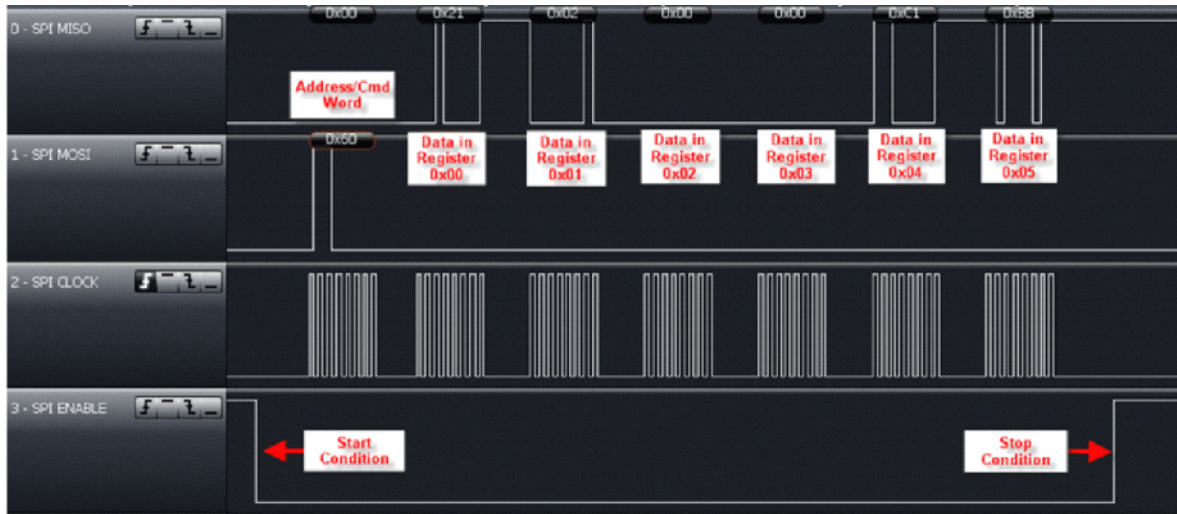 0x00 0x21 0x02 0x00 0x00 0xC1 0xBB
0 - SPI MISO
Address/Cmd
Word
0x60
1 - SPI MOSI
Data in
Register
0x00
Data in
Register
0x01
Data in
Register
0x02
Data in
Register
0x03
Data in
Register
0x04
Data in
Register
0x05
2 - SPI CLOCK
3 - SPI ENABLE
Start
Condition
Stop
Condition